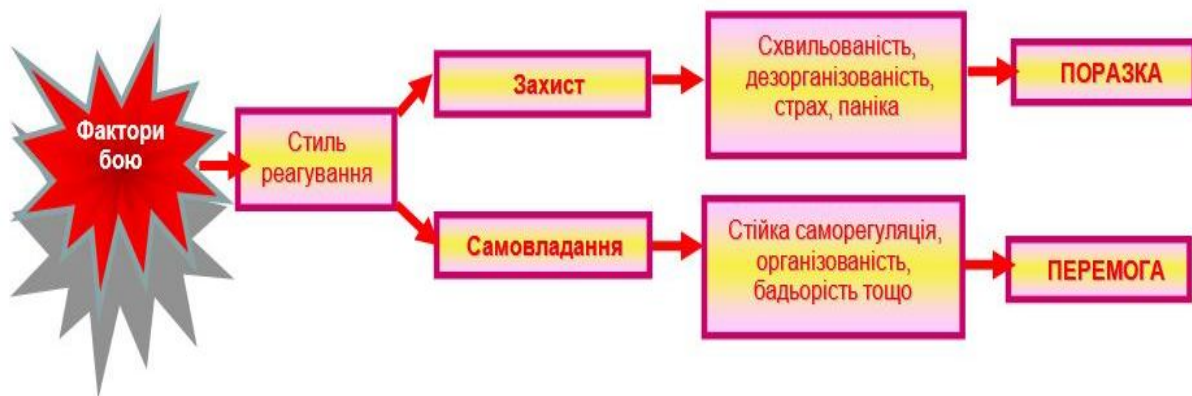 Фактори
бою
Стиль
реагування
Захист
Схвильованість,
дезорганізованість,
страх, паніка
ПОРАЗКА
Самовладання
Стійка саморегуляція,
організованість,
бадьорість тощо
ПЕРЕМОГА